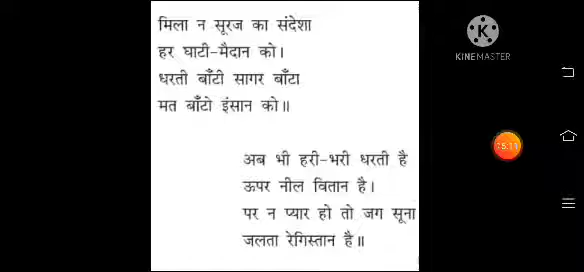 मिला न सूरज का संदेशा
हर घाटी-मैदान को।
धरती बाँटी सागर बाँटा
मत बाँटो इंसान को॥
अब भी हरी-भरी धरती है
ऊपर नील वितान है।
पर न प्यार हो तो जग सूना
जलता रेगिस्तान है॥
K
KINEMASTER